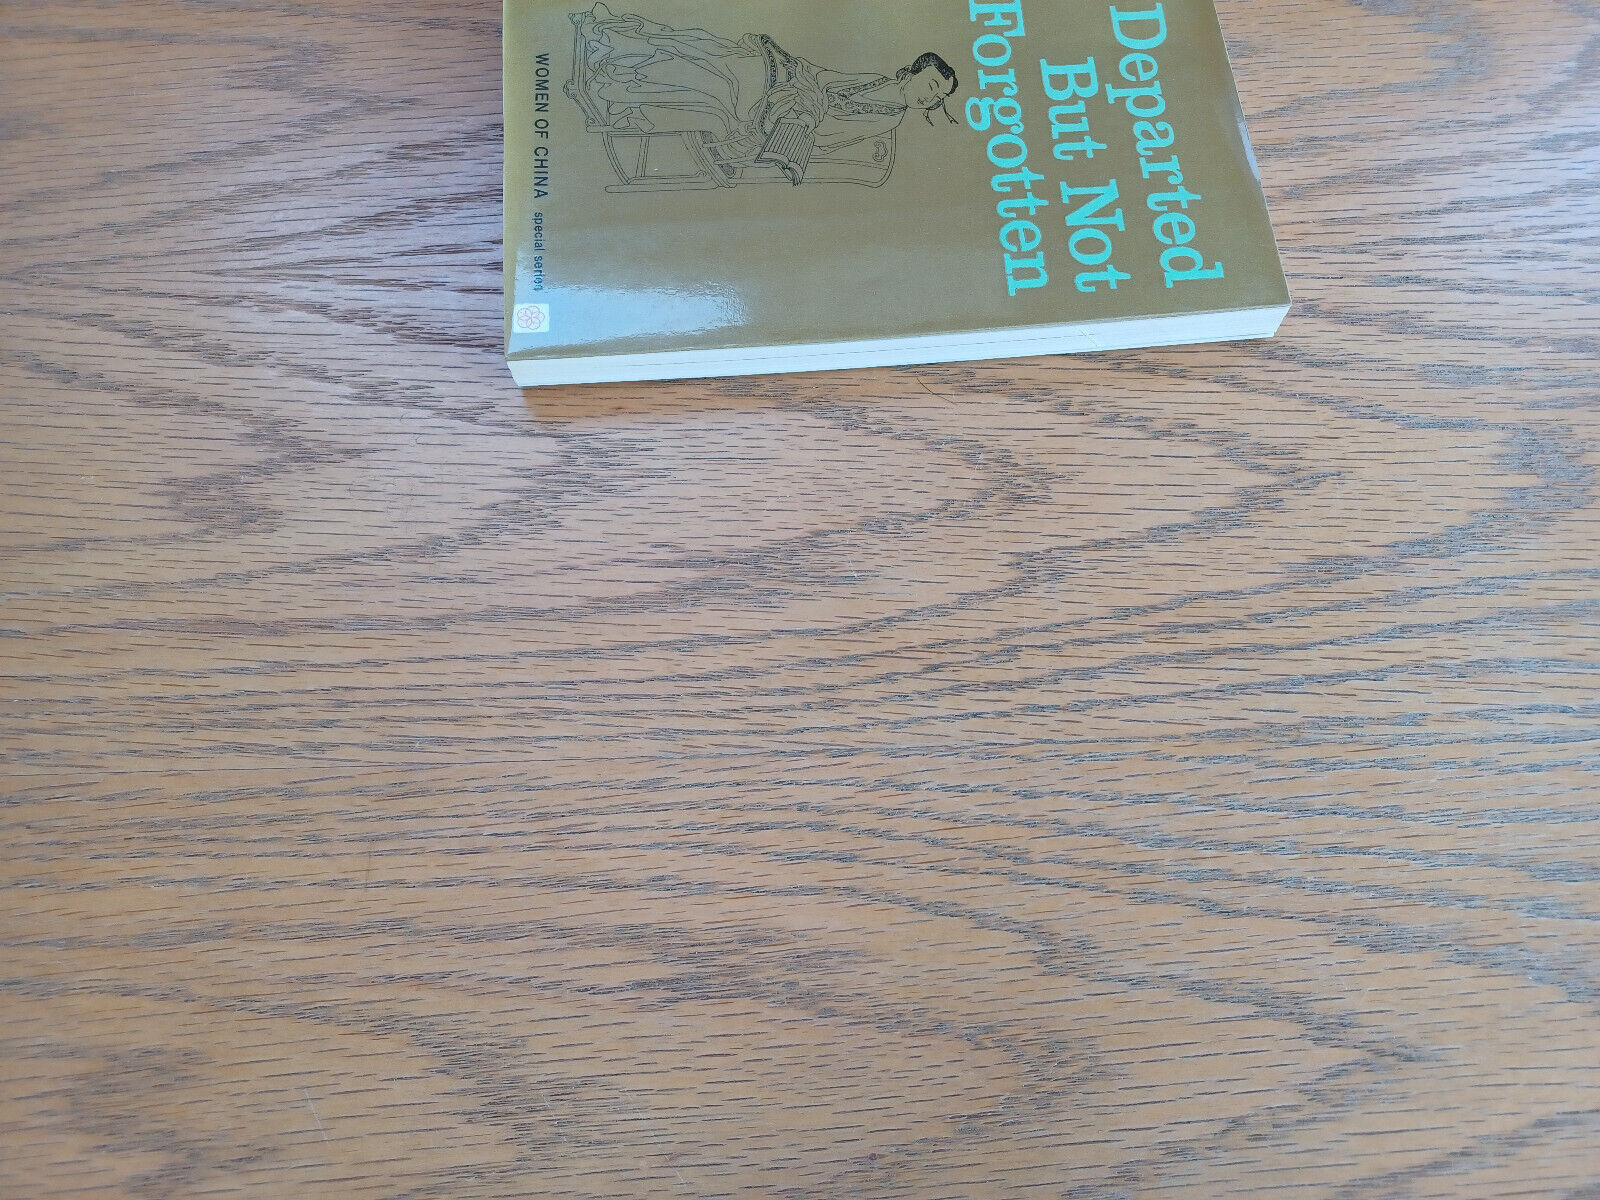 Departed
But Not
Forgotten
WOMEN OF CHINA special series